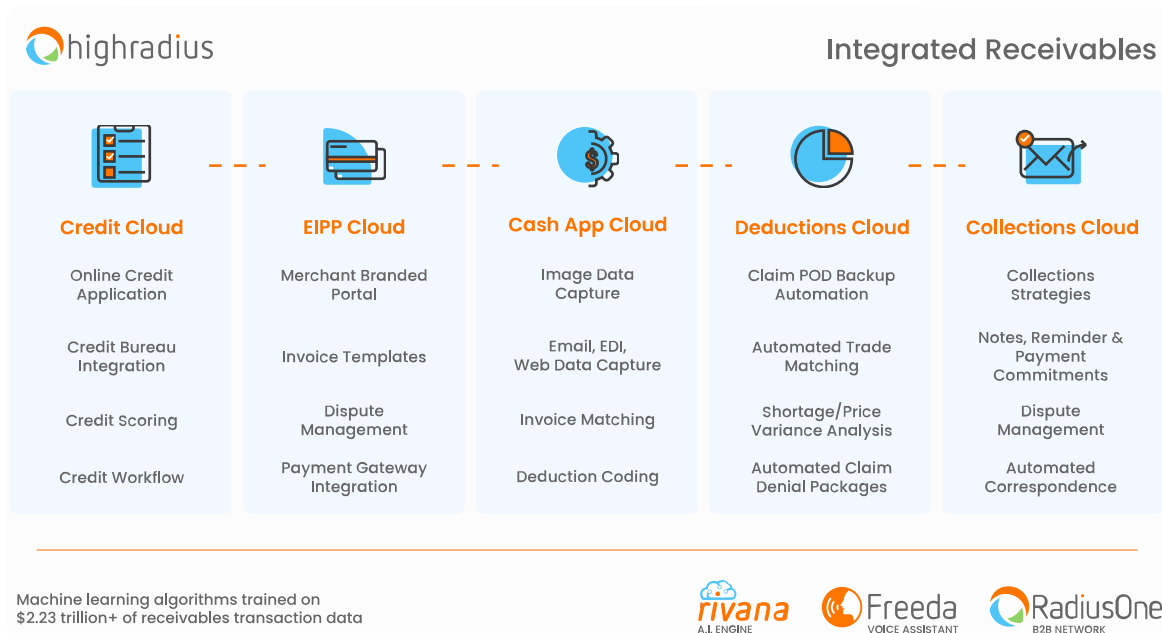 highradius
Integrated Receivables
Credit Cloud
Online Credit
Application
Credit Bureau
Integration
Credit Scoring
Credit Workflow
EIPP Cloud
Merchant Branded
Portal
Invoice Templates
Dispute
Management
Payment Gateway
Integration
Cash App Cloud
Image Data
Capture
Email, EDI,
Web Data Capture
Invoice Matching
Deduction Coding
Deductions Cloud
Claim POD Backup
Automation
Automated Trade
Matching
Shortage/Price
Variance Analysis
Automated Claim
Denial Packages
Collections Cloud
Collections
Strategies
Notes, Reminder &
Payment
Commitments
Dispute
Management
Automated
Correspondence
Machine learning algorithms trained on
$2.23 trillion+ of receivables transaction data
rivana
A.I. ENGINE
Freeda
VOICE ASSISTANT
RadiusOne
B2B NETWORK